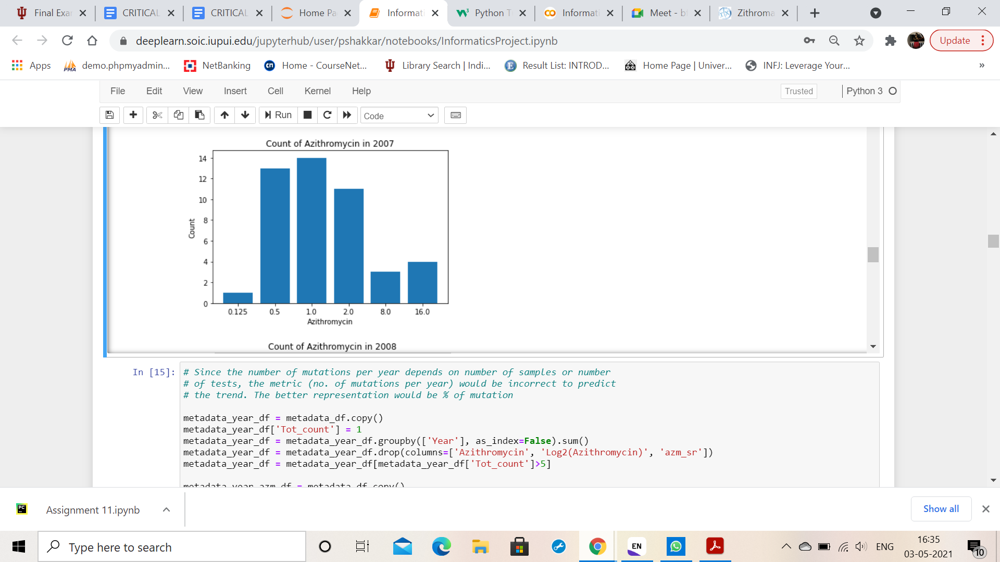 Final Exar
CRITICAL
CRITICAL
Home Pa
Informati
Python T
Informati
Meet - b
Zithroma
deeplearn.soic.iupui.edu/jupyterhub/user/pshakkar/notebooks/InformaticsProject.ipynb
Update
Apps
demo.phpmyadmin...
NetBanking
Home - CourseNet...
Library Search | Indi...
Result List: INTROD...
Home Page | Univer...
INFJ: Leverage Your...
»
File Edit View Insert Cell Kernel Help
Trusted
Python 3
Run
Code
Count of Azithromycin in 2007
14
12
10
8
6
4
2
0
Count
0.125 0.5 1.0 2.0 8.0 16.0
Azithromycin
Count of Azithromycin in 2008
In [15]:
# Since the number of mutations per year depends on number of samples or number
# of tests, the metric (no. of mutations per year) would be incorrect to predict
# the trend. The better representation would be % of mutation
metadata_year_df = metadata_df.copy()
metadata_year_df['Tot_count'] = 1
metadata_year_df = metadata_year_df.groupby(['Year'], as_index=False).sum()
metadata_year_df = metadata_year_df.drop(columns=['Azithromycin', 'Log2(Azithromycin)', 'azm_sr'])
metadata_year_df = metadata_year_df[metadata_year_df['Tot_count']>5]
metadata_year_azm_df = metadata_df.copy()
PC
Assignment 11.ipynb
Show all
Type here to search
EN
ENG
16:35
03-05-2021
10